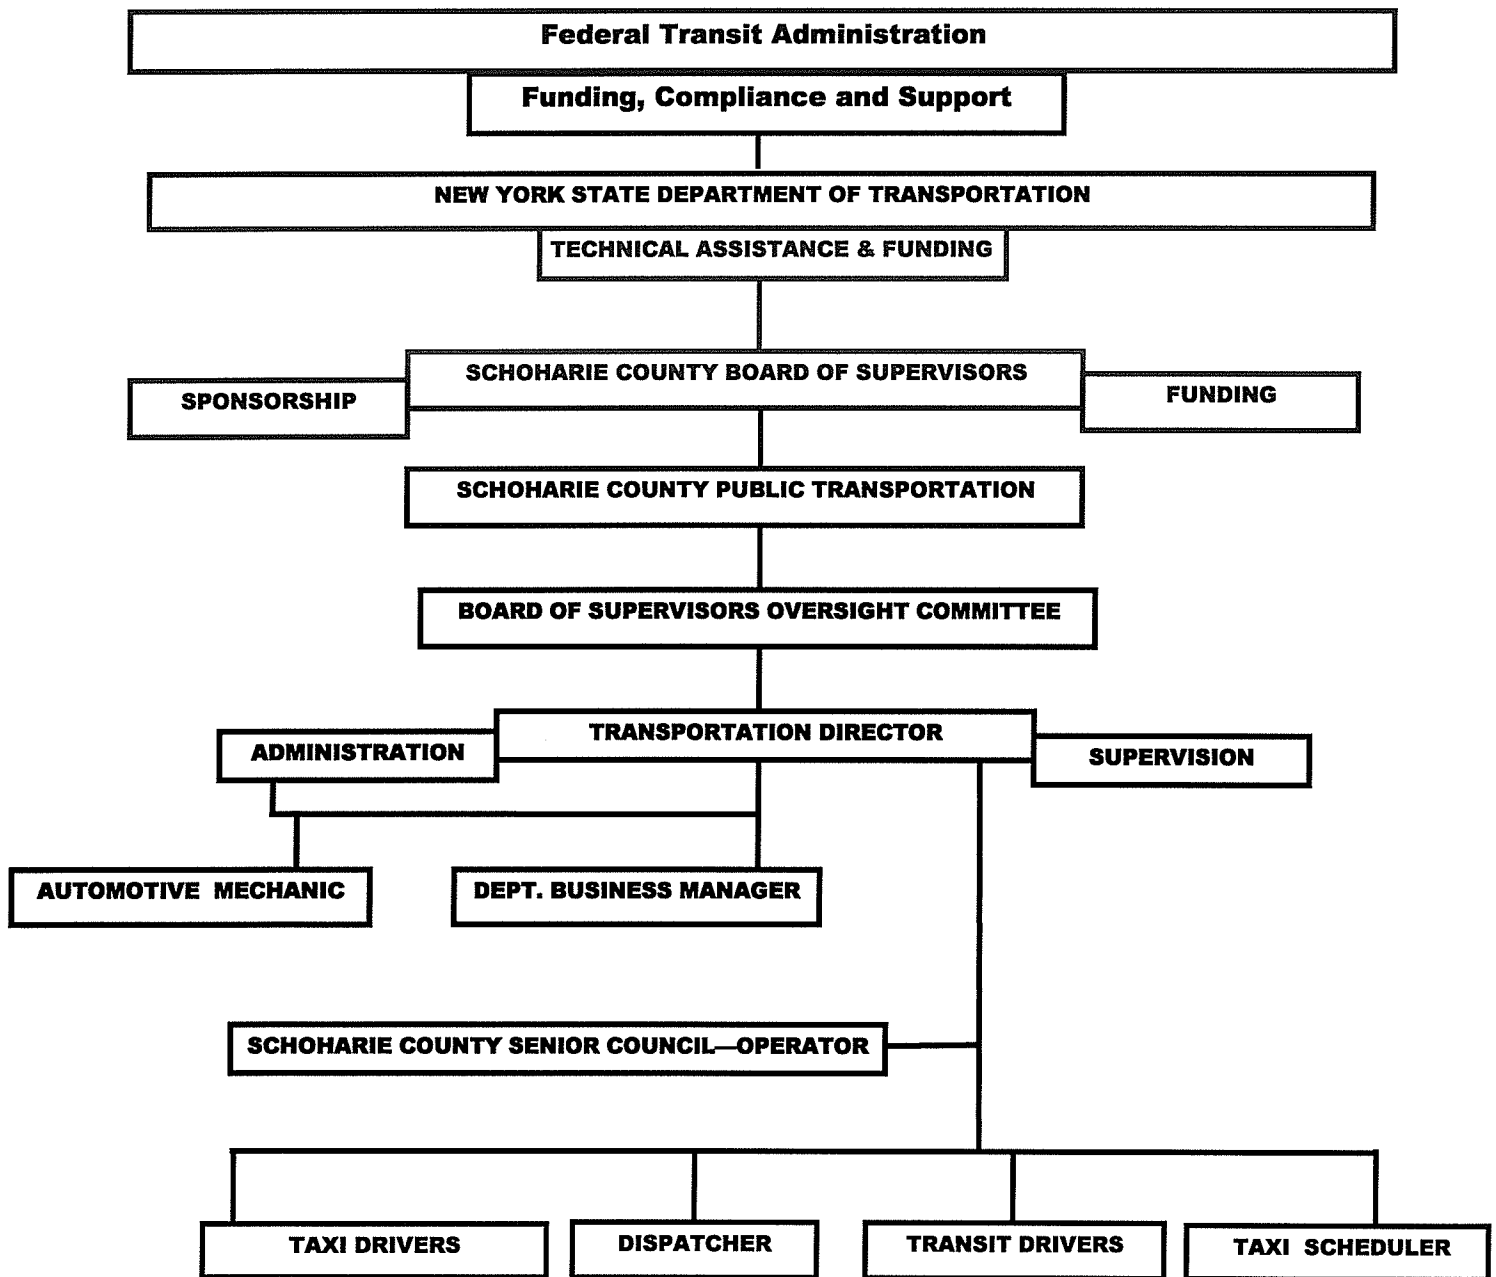 Federal Transit Administration
Funding, Compliance and Support
NEW YORK STATE DEPARTMENT OF TRANSPORTATION
TECHNICAL ASSISTANCE & FUNDING
SCHOHARIE COUNTY BOARD OF SUPERVISORS
SPONSORSHIP
FUNDING
SCHOHARIE COUNTY PUBLIC TRANSPORTATION
BOARD OF SUPERVISORS OVERSIGHT COMMITTEE
TRANSPORTATION DIRECTOR
ADMINISTRATION
SUPERVISION
AUTOMOTIVE MECHANIC
DEPT. BUSINESS MANAGER
SCHOHARIE COUNTY SENIOR COUNCIL—OPERATOR
TAXI DRIVERS
DISPATCHER
TRANSIT DRIVERS
TAXI SCHEDULER